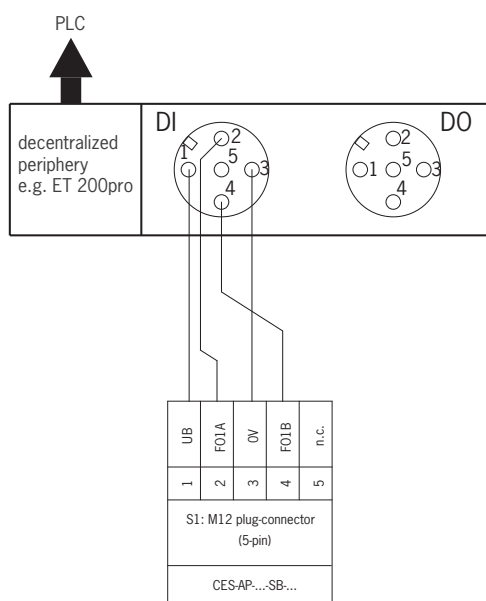 PLC
decentralized
periphery
e.g. ET 200pro
DI
1
2
5
3
4
DO
2
5
1
3
4
UB
FO1A
0V
FO1B
n.c.
1
2
3
4
5
S1: M12 plug-connector
(5-pin)
CES-AP-...-SB-...